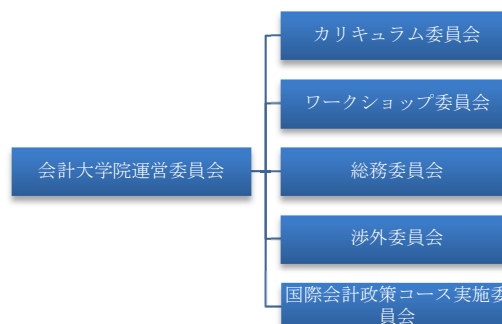 カリキュラム委員会
ワークショップ委員会
会計大学院運営委員会
総務委員会
渉外委員会
国際会計政策コース実施委
員会